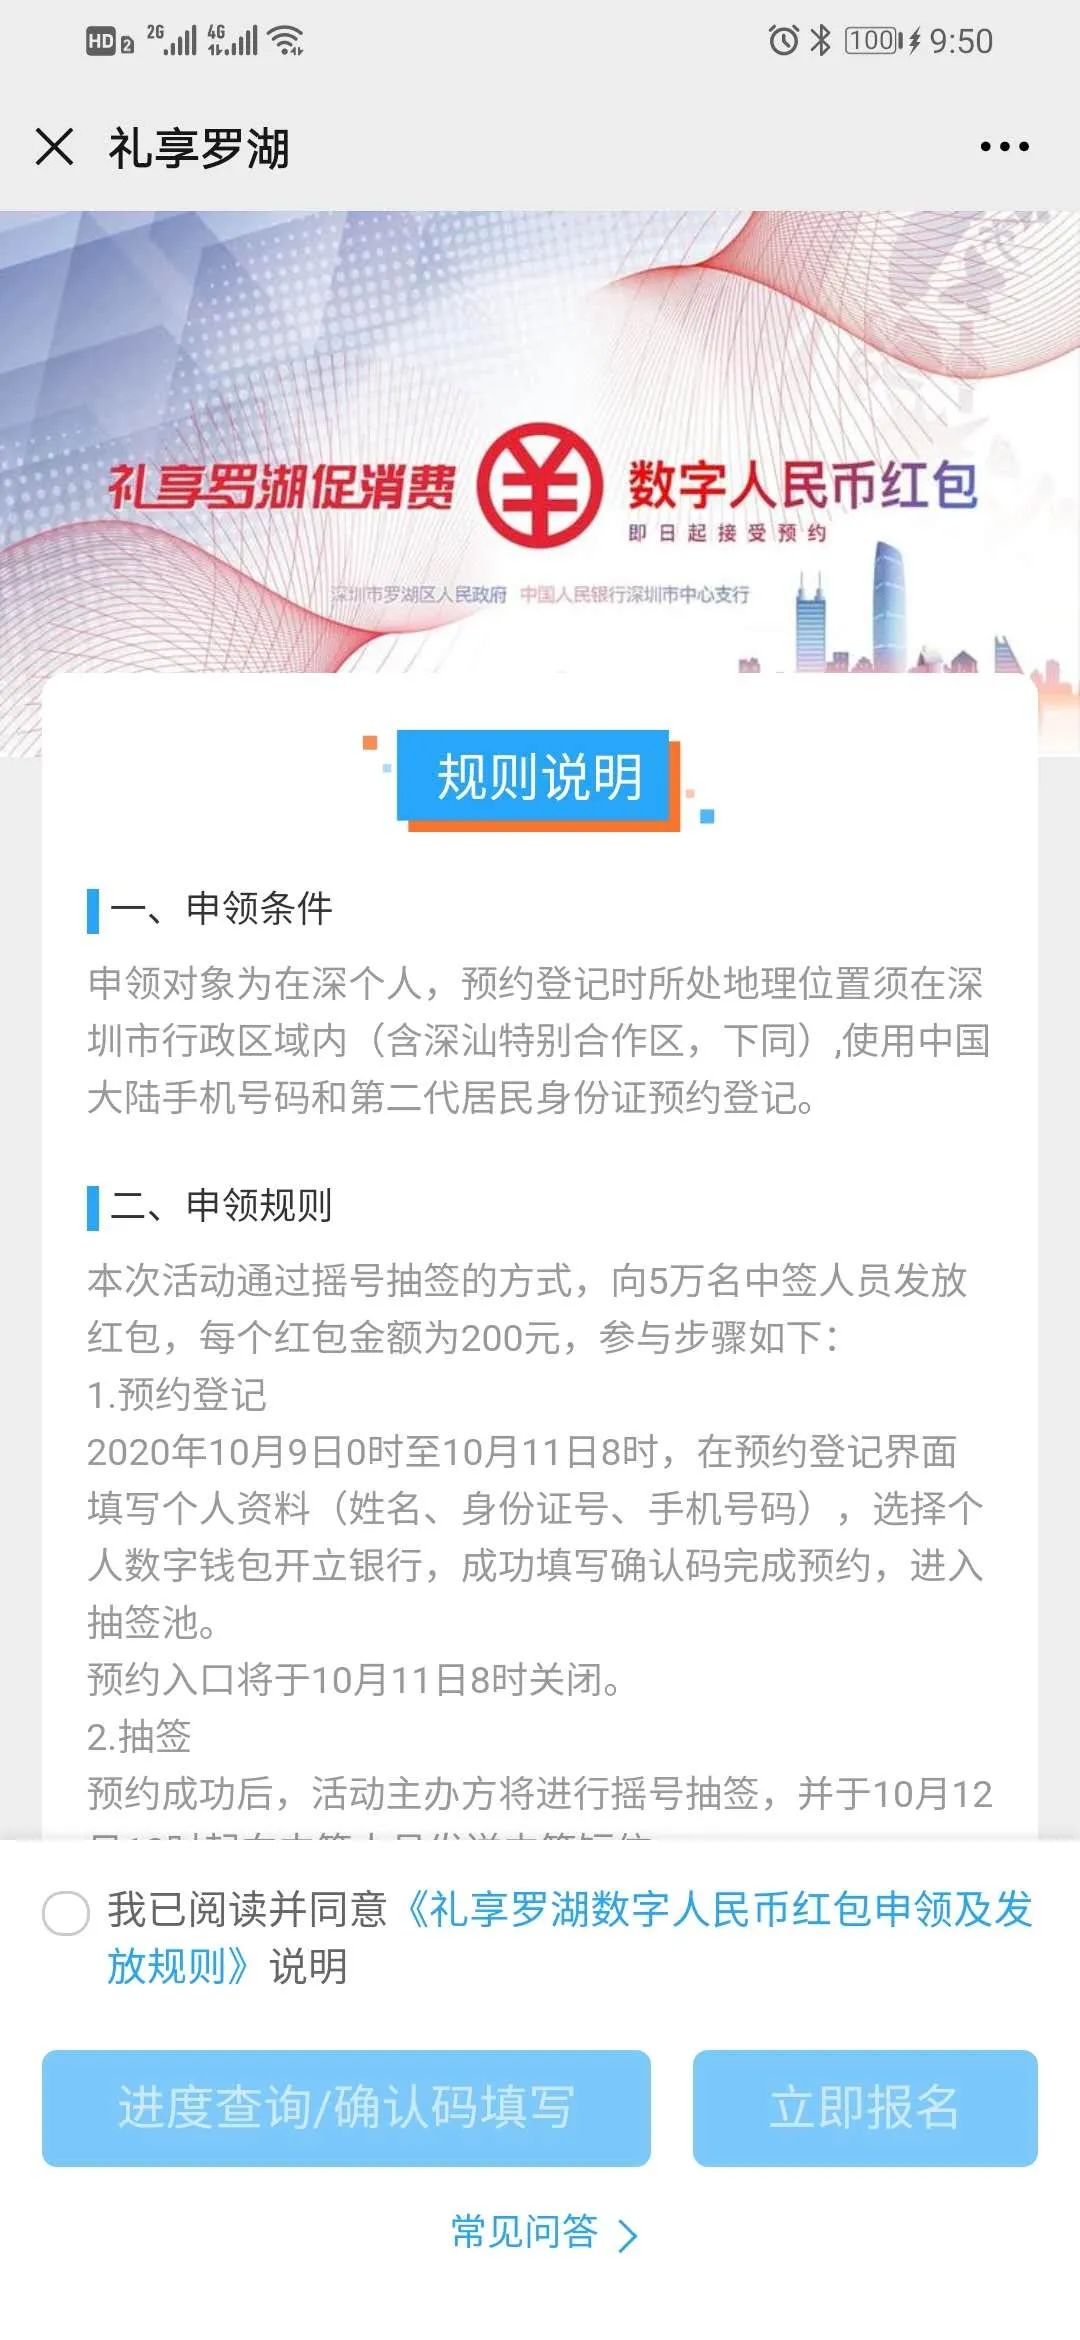 HD 2 2G 4G 100 9:50
礼享罗湖
礼享罗湖促消费 数字人民币红包
即日起接受预约
深圳市罗湖区人民政府 中国人民银行深圳市中心支行
规则说明
一、申领条件
申领对象为在深个人，预约登记时所处地理位置须在深
圳市行政区域内（含深汕特别合作区，下同）,使用中国
大陆手机号码和第二代居民身份证预约登记。
二、申领规则
本次活动通过摇号抽签的方式，向5万名中签人员发放
红包，每个红包金额为200元，参与步骤如下：
1.预约登记
2020年10月9日0时至10月11日8时，在预约登记界面
填写个人资料（姓名、身份证号、手机号码），选择个
人数字钱包开立银行，成功填写确认码完成预约，进入
抽签池。
预约入口将于10月11日8时关闭。
2.抽签
预约成功后，活动主办方将进行摇号抽签，并于10月12
我已阅读并同意《礼享罗湖数字人民币红包申领及发
放规则》说明
进度查询/确认码填写 立即报名
常见问答